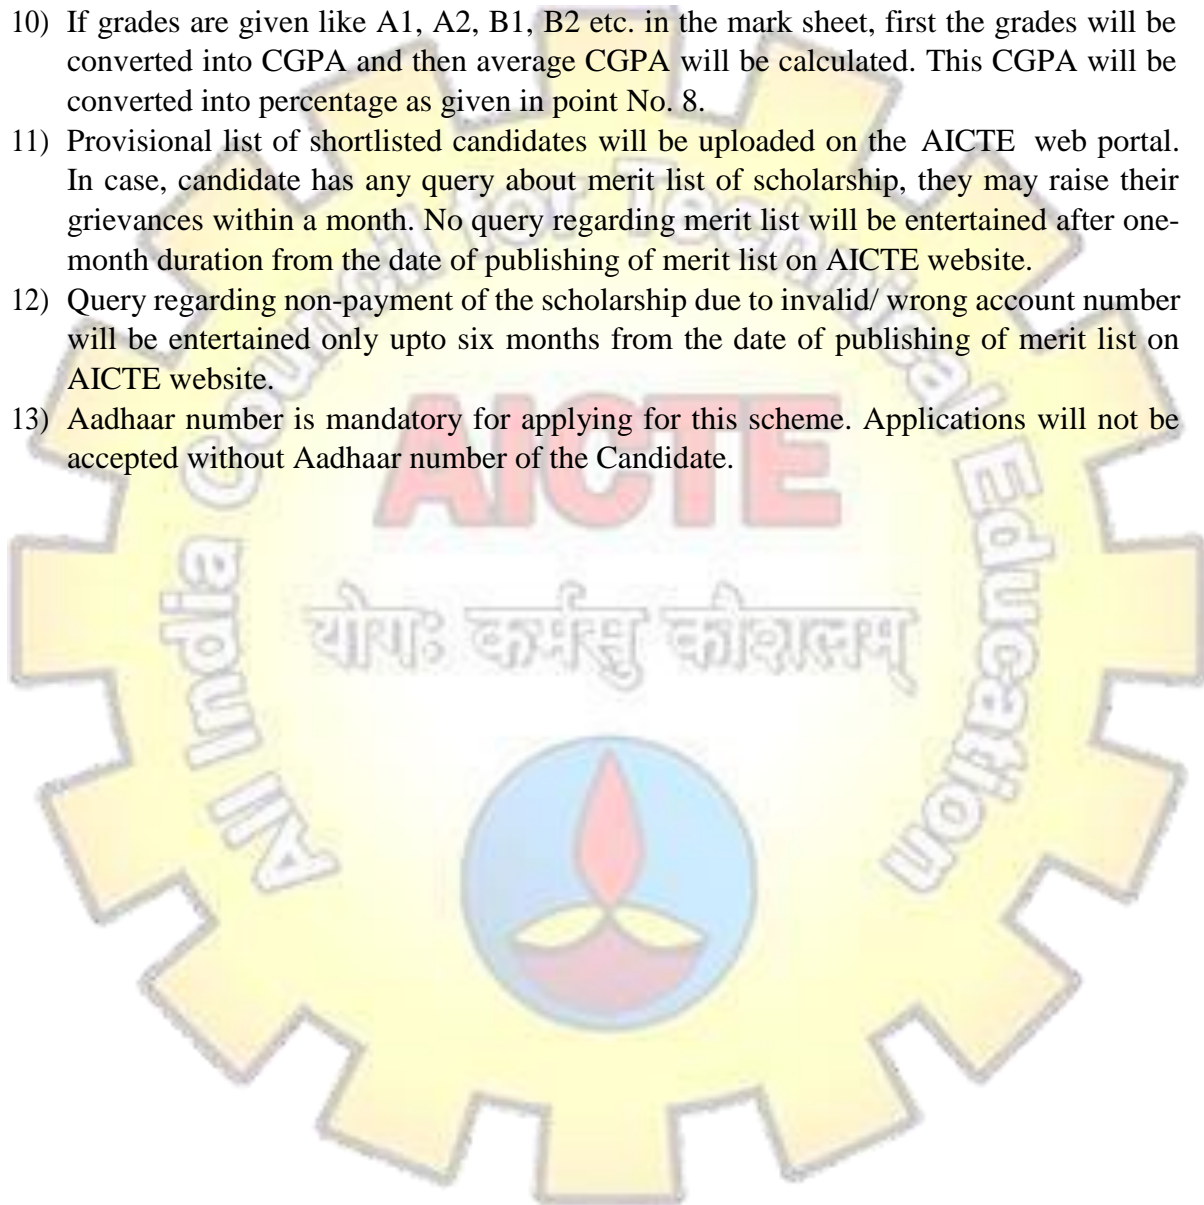 10) If grades are given like A1, A2, B1, B2 etc. in the mark sheet, first the grades will be
converted into CGPA and then average CGPA will be calculated. This CGPA will be
converted into percentage as given in point No. 8.
11) Provisional list of shortlisted candidates will be uploaded on the AICTE web portal.
In case, candidate has any query about merit list of scholarship, they may raise their
grievances within a month. No query regarding merit list will be entertained after one-
month duration from the date of publishing of merit list on AICTE website.
12) Query regarding non-payment of the scholarship due to invalid/ wrong account number
will be entertained only upto six months from the date of publishing of merit list on
AICTE website.
13) Aadhaar number is mandatory for applying for this scheme. Applications will not be
accepted without Aadhaar number of the Candidate.
All India Council for Technical Education
AICTE
योगः कर्मसु कौशलम्